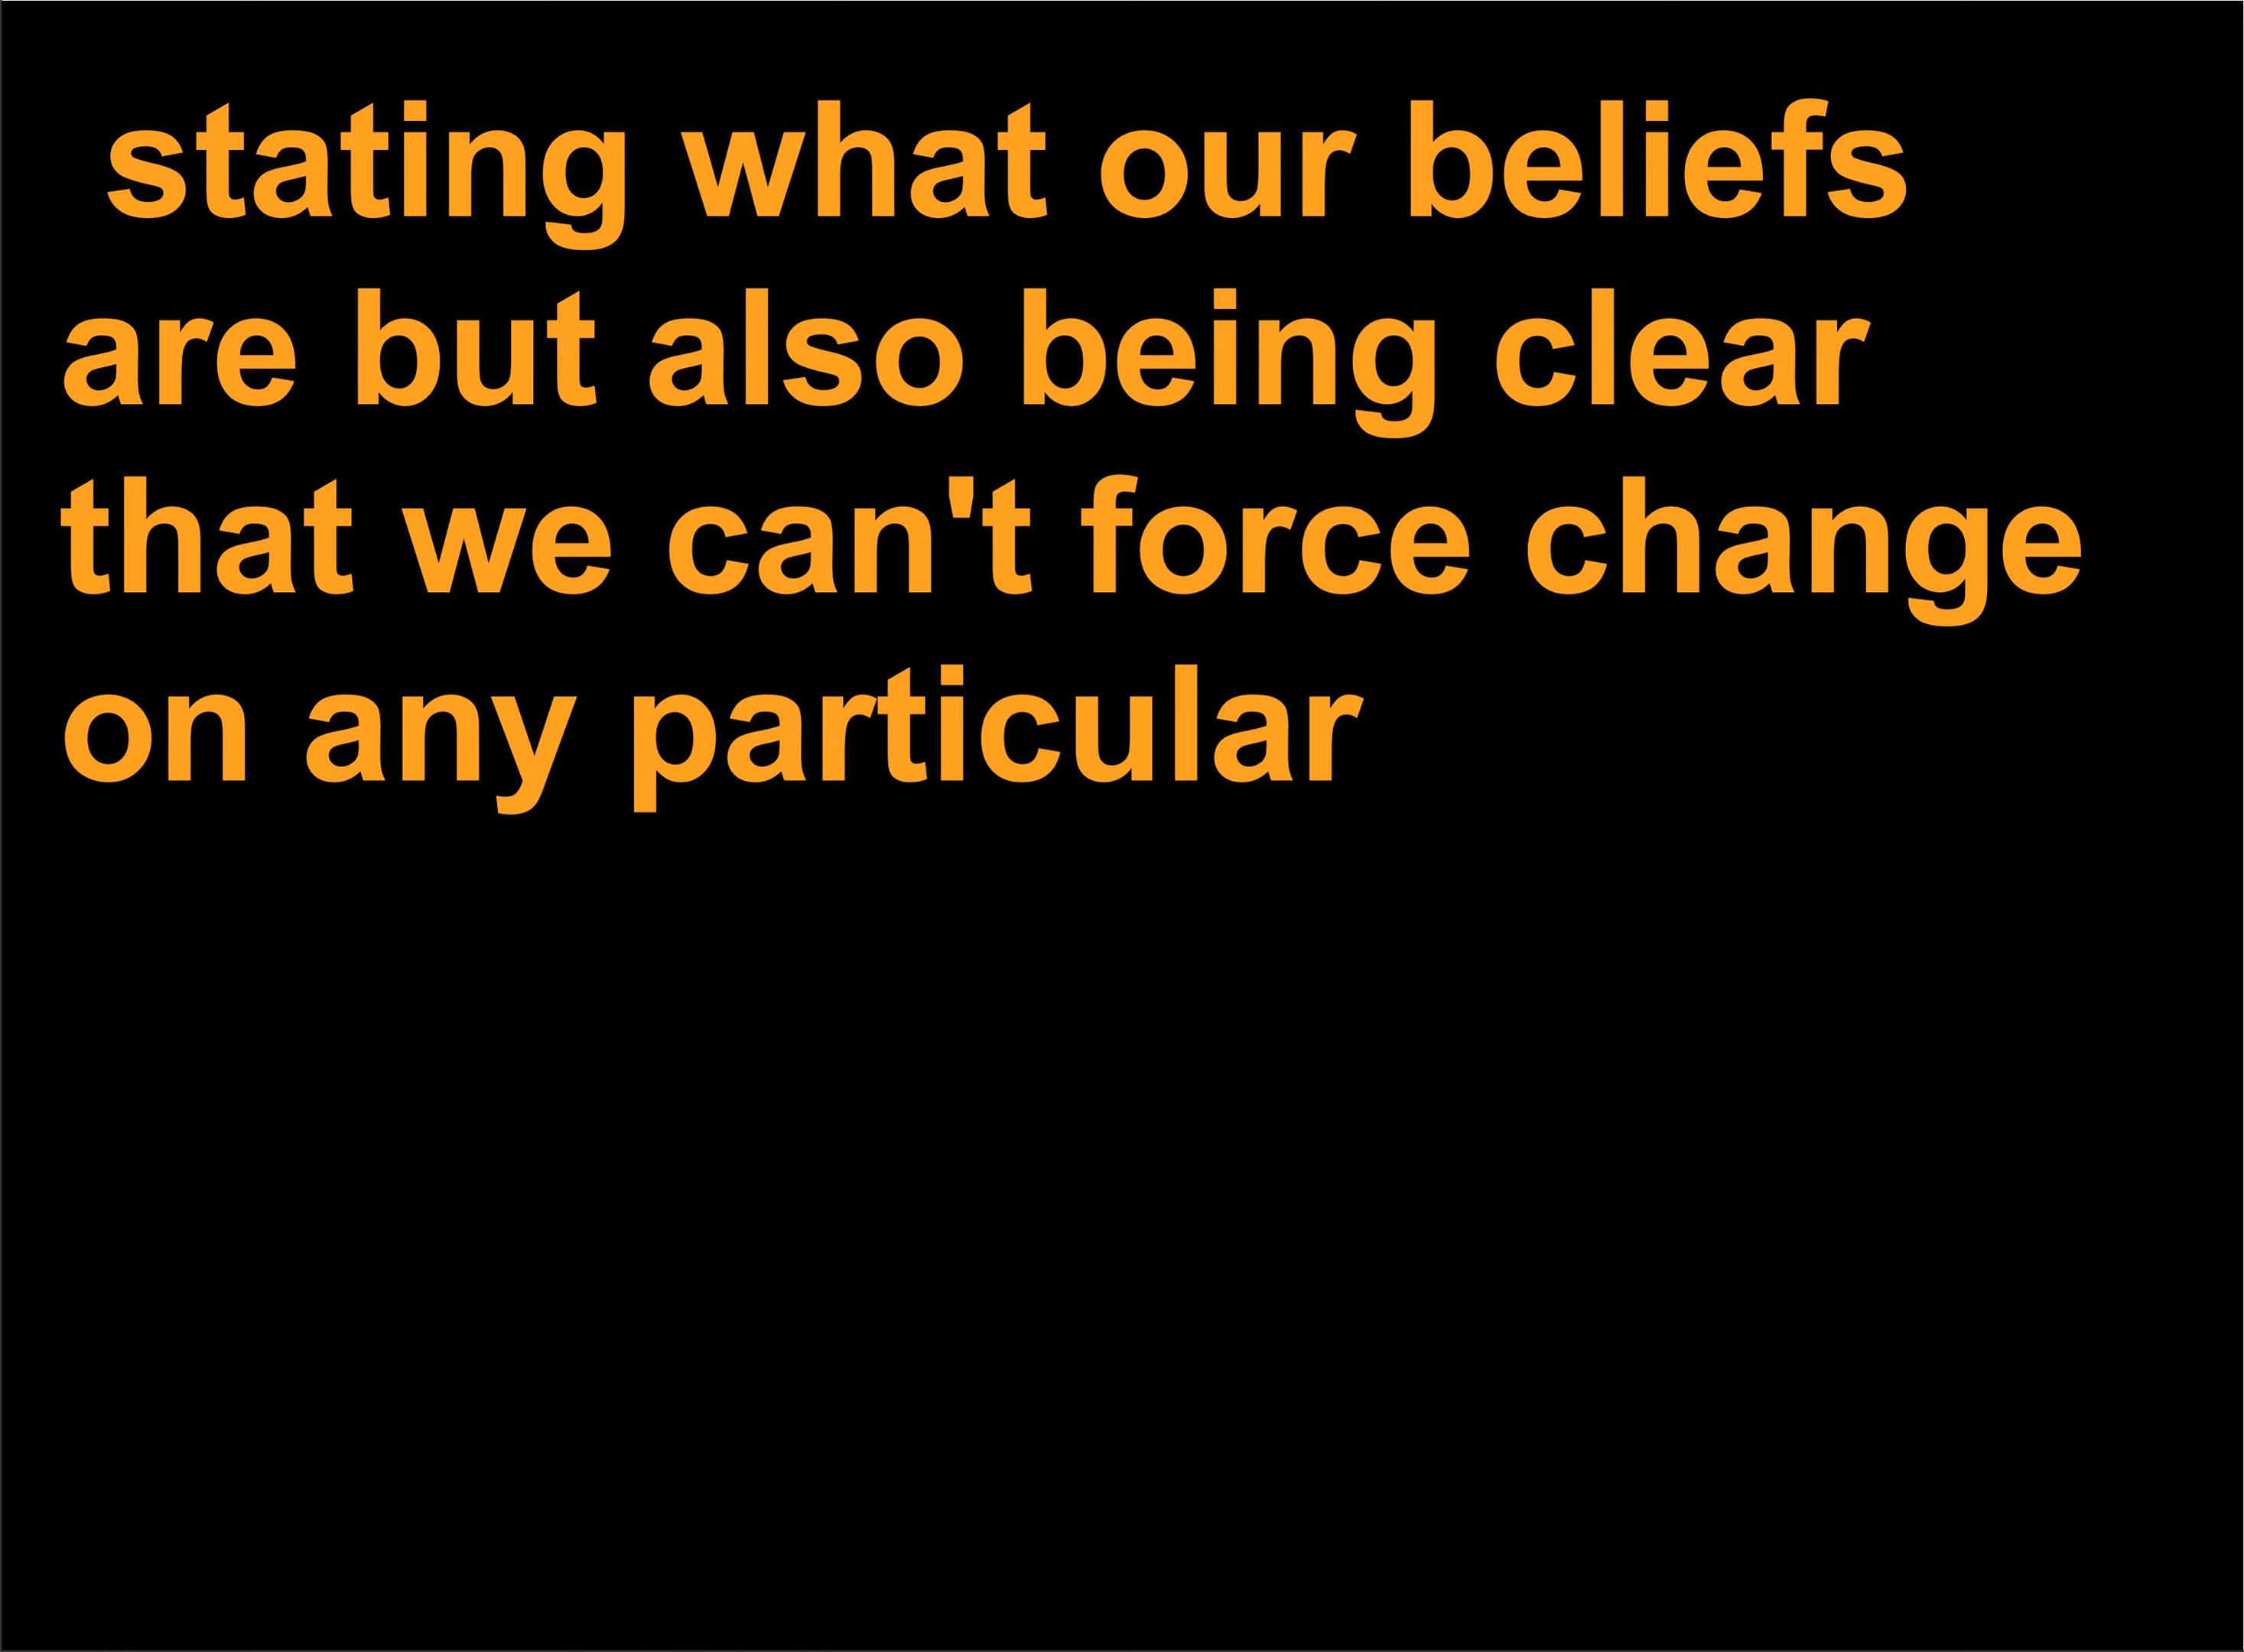 stating what our beliefs
are but also being clear
that we can't force change
on any particular